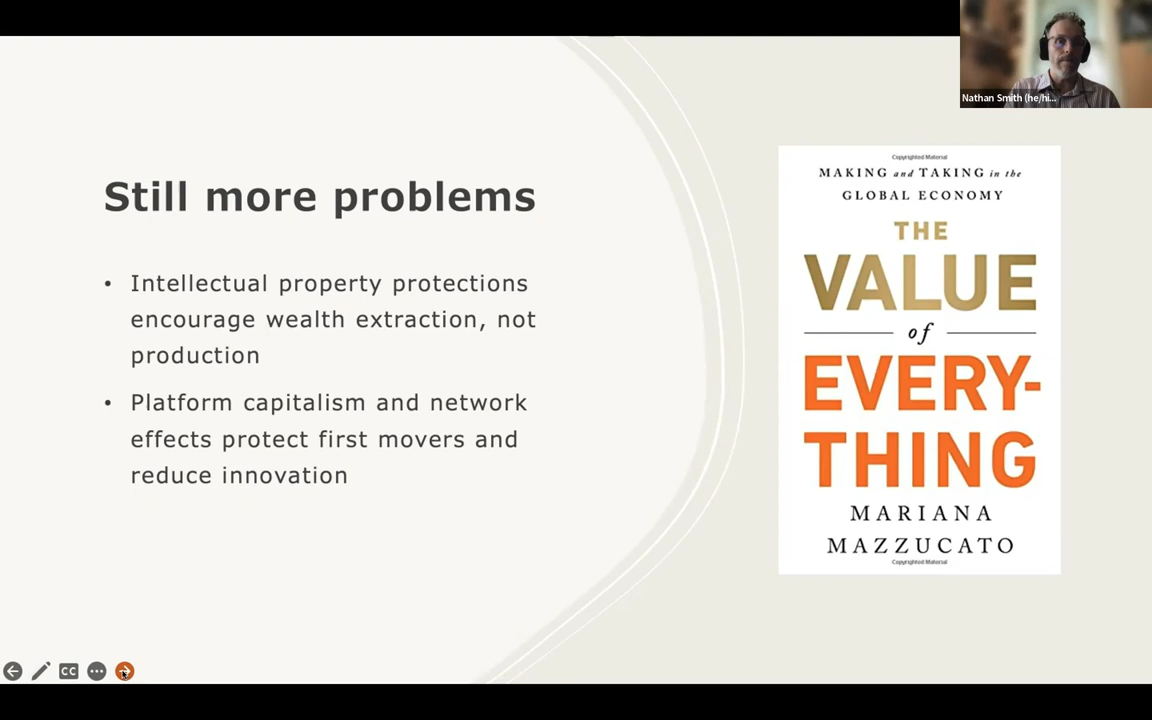 Still more problems
• Intellectual property protections
encourage wealth extraction, not
production
• Platform capitalism and network
effects protect first movers and
reduce innovation
Copyrighted Material
MAKING and TAKING in the
GLOBAL ECONOMY
THE
VALUE
of
EVERY-
THING
MARIANA
MAZZUCATO
Copyrighted Material
Nathan Smith (he/hi...
CC